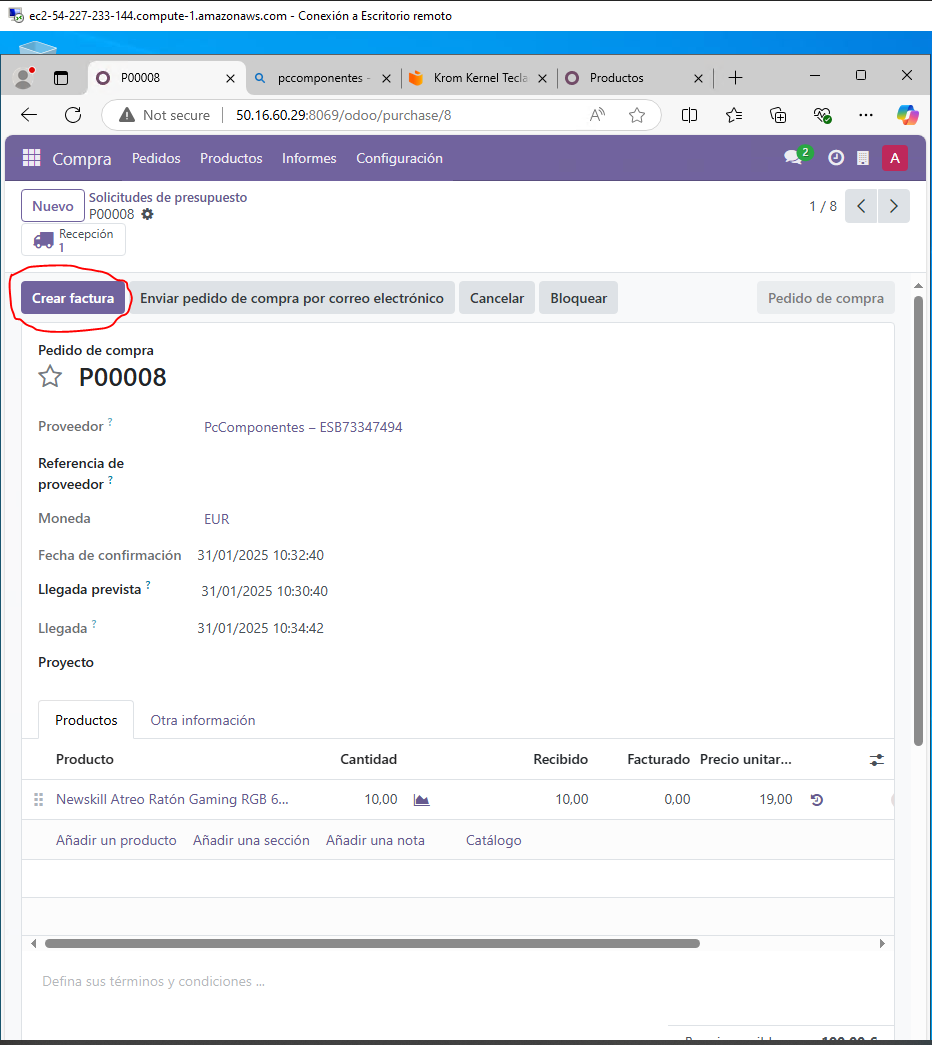 ec2-54-227-233-144.compute-1.amazonaws.com - Conexión a Escritorio remoto
P00008
pccomponentes -
Krom Kernel Tecla
Productos
Not secure
50.16.60.29:8069/odoo/purchase/8
Compra Pedidos Productos Informes Configuración 2 A
Nuevo
Solicitudes de presupuesto
P00008
1 / 8
Recepción
1
Crear factura Enviar pedido de compra por correo electrónico Cancelar Bloquear Pedido de compra
Pedido de compra
P00008
Proveedor ? PcComponentes – ESB73347494
Referencia de
proveedor ?
Moneda EUR
Fecha de confirmación 31/01/2025 10:32:40
Llegada prevista ? 31/01/2025 10:30:40
Llegada ? 31/01/2025 10:34:42
Proyecto
Productos Otra información
Producto Cantidad Recibido Facturado Precio unitar...
Newskill Atreo Ratón Gaming RGB 6... 10,00 10,00 0,00 19,00
Añadir un producto Añadir una sección Añadir una nota Catálogo
Defina sus términos y condiciones ...